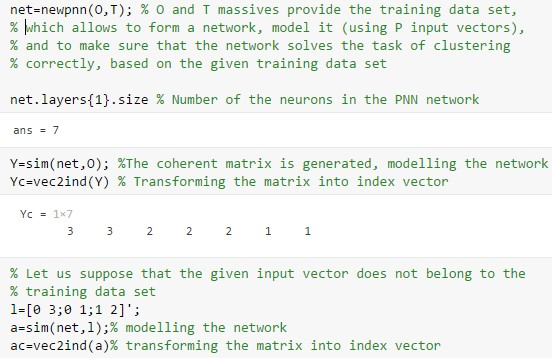 net=newpnn(O,T); % O and T massives provide the training data set,
% which allows to form a network, model it (using P input vectors),
% and to make sure that the network solves the task of clustering
% correctly, based on the given training data set
net.layers{1}.size % Number of the neurons in the PNN network
ans = 7
Y=sim(net,O); %The coherent matrix is generated, modelling the network
Yc=vec2ind(Y) % Transforming the matrix into index vector
Yc = 1×7
3 3 2 2 2 1 1
% Let us suppose that the given input vector does not belong to the
% training data set
l=[0 3;0 1;1 2]';
a=sim(net,l);% modelling the network
ac=vec2ind(a)% transforming the matrix into index vector